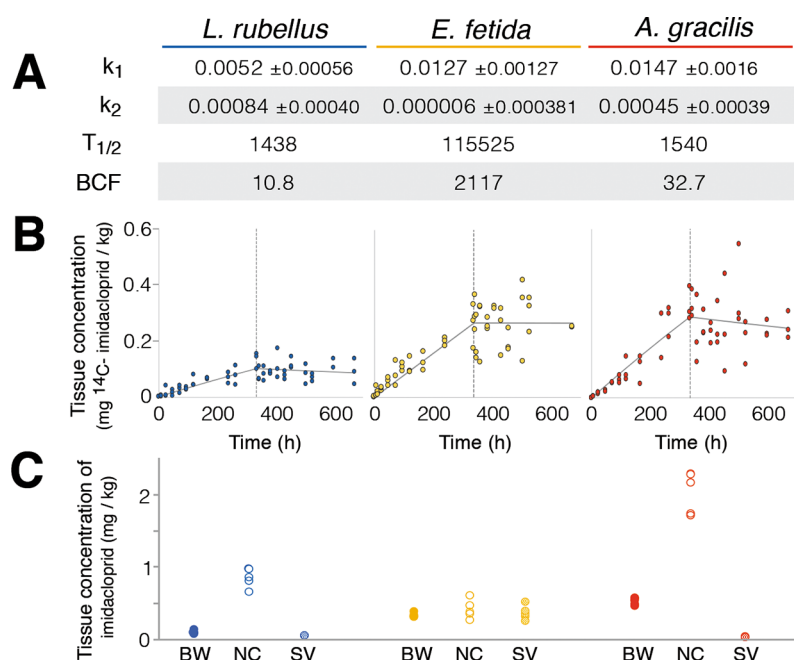 L. rubellus E. fetida A. gracilis
A
k1 0.0052 ±0.00056 0.0127 ±0.00127 0.0147 ±0.0016
k2 0.00084 ±0.00040 0.000006 ±0.000381 0.00045 ±0.00039
T1/2 1438 115525 1540
BCF 10.8 2117 32.7
B
Tissue concentration
(mg 14C- imidacloprid / kg)
0.6
0.4
0.2
0
0 200 400 600 0 200 400 600 0 200 400 600
Time (h) Time (h) Time (h)
C
Tissue concentration of
imidacloprid (mg / kg)
2
1
0
BW NC SV BW NC SV BW NC SV